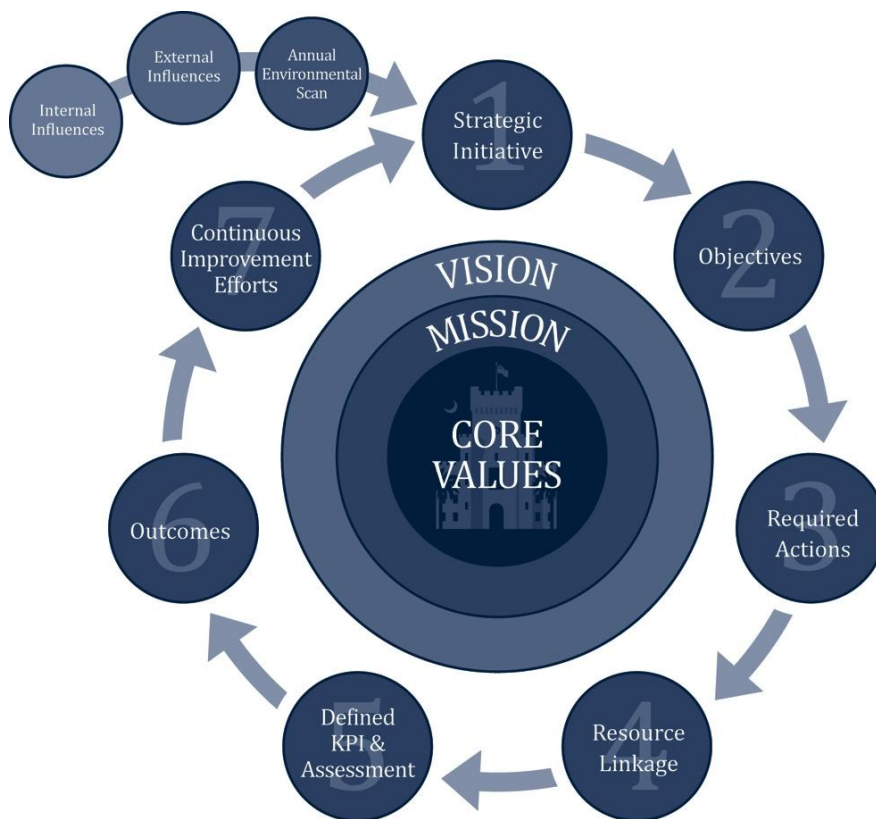 Internal
Influences
External
Influences
Annual
Environmental
Scan
1
Strategic
Initiative
2
Objectives
3
Required
Actions
4
Resource
Linkage
5
Defined
KPI &
Assessment
6
Outcomes
7
Continuous
Improvement
Efforts
VISION
MISSION
CORE
VALUES